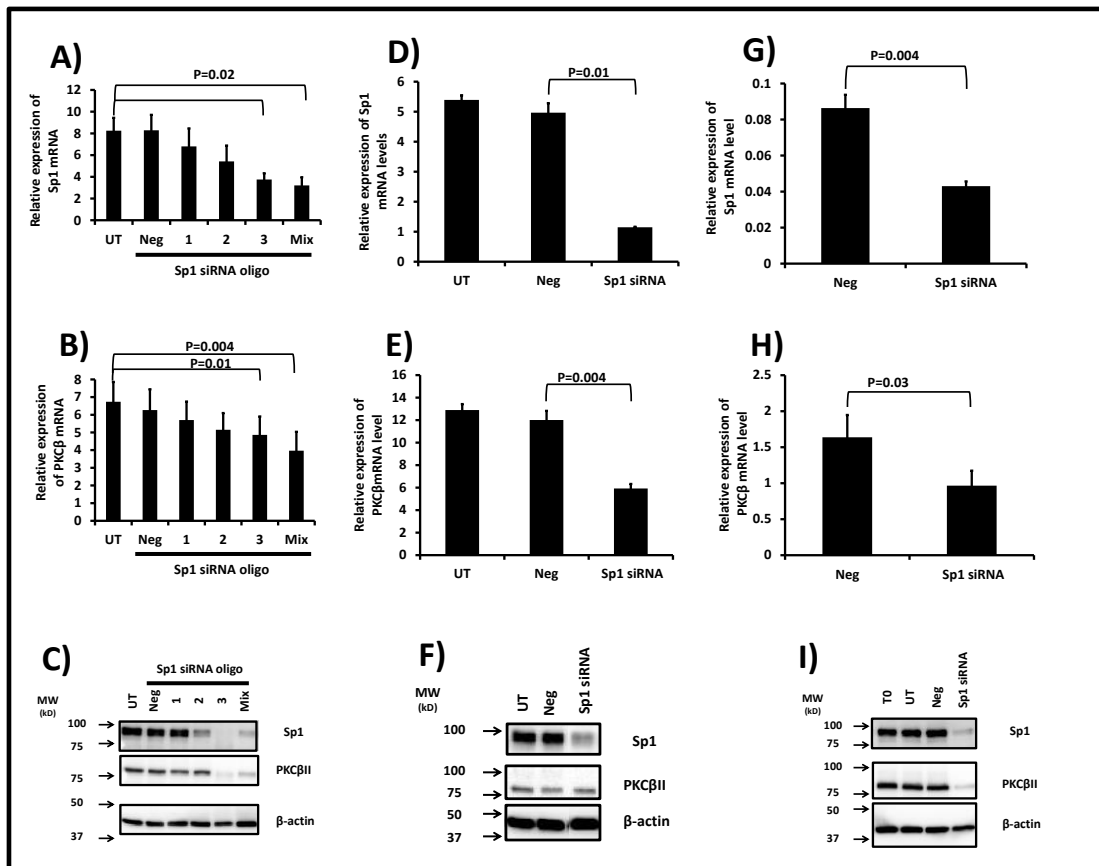 A)
P=0.02
Relative expression of
Sp1 mRNA
12
10
8
6
4
2
0
UT Neg 1 2 3 Mix
Sp1 siRNA oligo
D)
P=0.01
Relative expression of Sp1
mRNA levels
6
5
4
3
2
1
0
UT Neg Sp1 siRNA
G)
P=0.004
Relative expression of
Sp1 mRNA level
0.1
0.08
0.06
0.04
0.02
0
Neg Sp1 siRNA
B)
P=0.004
P=0.01
Relative expression
of PKCβ mRNA
8
7
6
5
4
3
2
1
0
UT Neg 1 2 3 Mix
Sp1 siRNA oligo
E)
P=0.004
Relative expression of
PKCβmRNA level
16
14
12
10
8
6
4
2
0
UT Neg Sp1 siRNA
H)
P=0.03
Relative expression of
PKCβ mRNA level
2.5
2
1.5
1
0.5
0
Neg Sp1 siRNA
C)
Sp1 siRNA oligo
MW
(kD)
UT Neg 1 2 3 Mix
100
75
Sp1
75
PKCβII
50
37
β-actin
F)
MW
(kD)
UT Neg Sp1 siRNA
100
Sp1
100
75
PKCβII
50
37
β-actin
I)
MW
(kD)
T0 UT Neg Sp1 siRNA
100
75
Sp1
100
75
PKCβII
50
37
β-actin